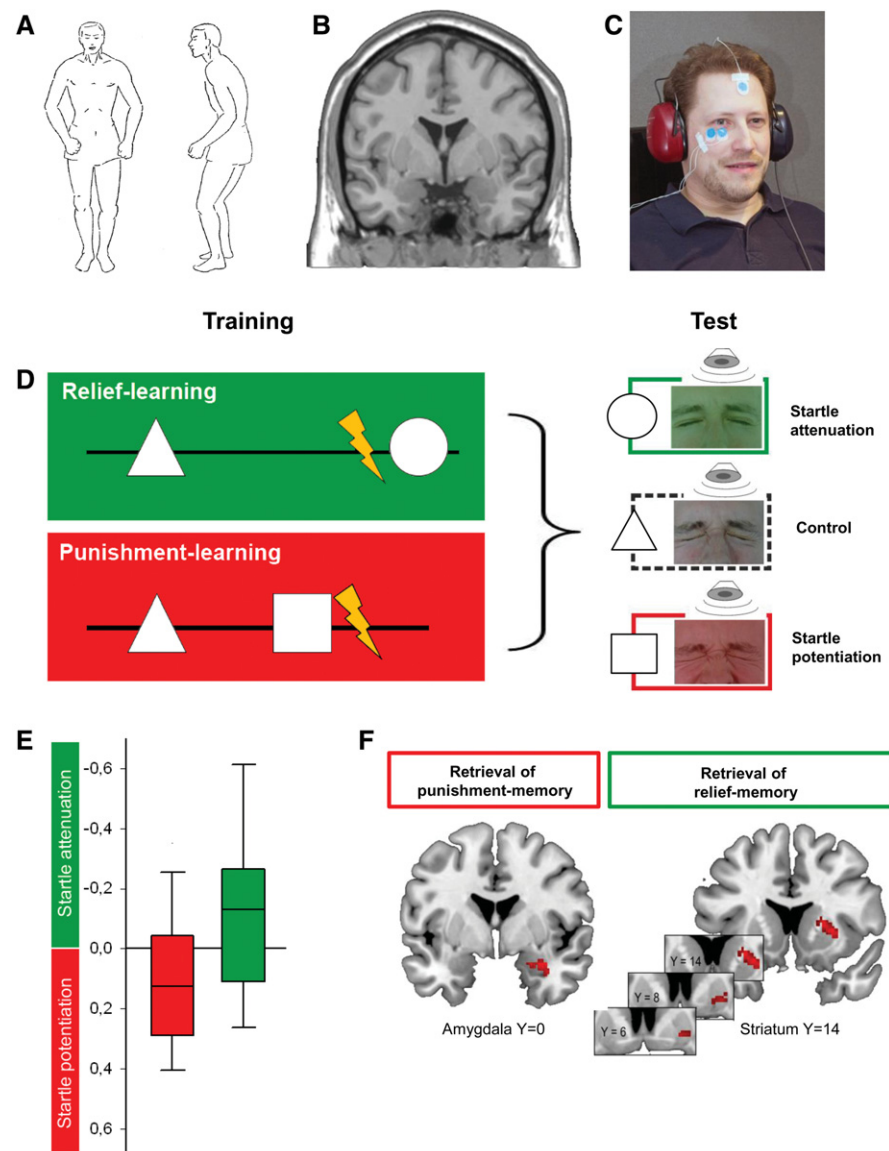 A
B
C
Training
Test
D
Relief-learning
Startle
attenuation
Control
Punishment-learning
Startle
potentiation
E
Startle attenuation
Startle potentiation
-0,6
-0,4
-0,2
0,0
0,2
0,4
0,6
F
Retrieval of
punishment-memory
Retrieval of
relief-memory
Y = 14
Y = 8
Y = 6
Amygdala Y=0
Striatum Y=14